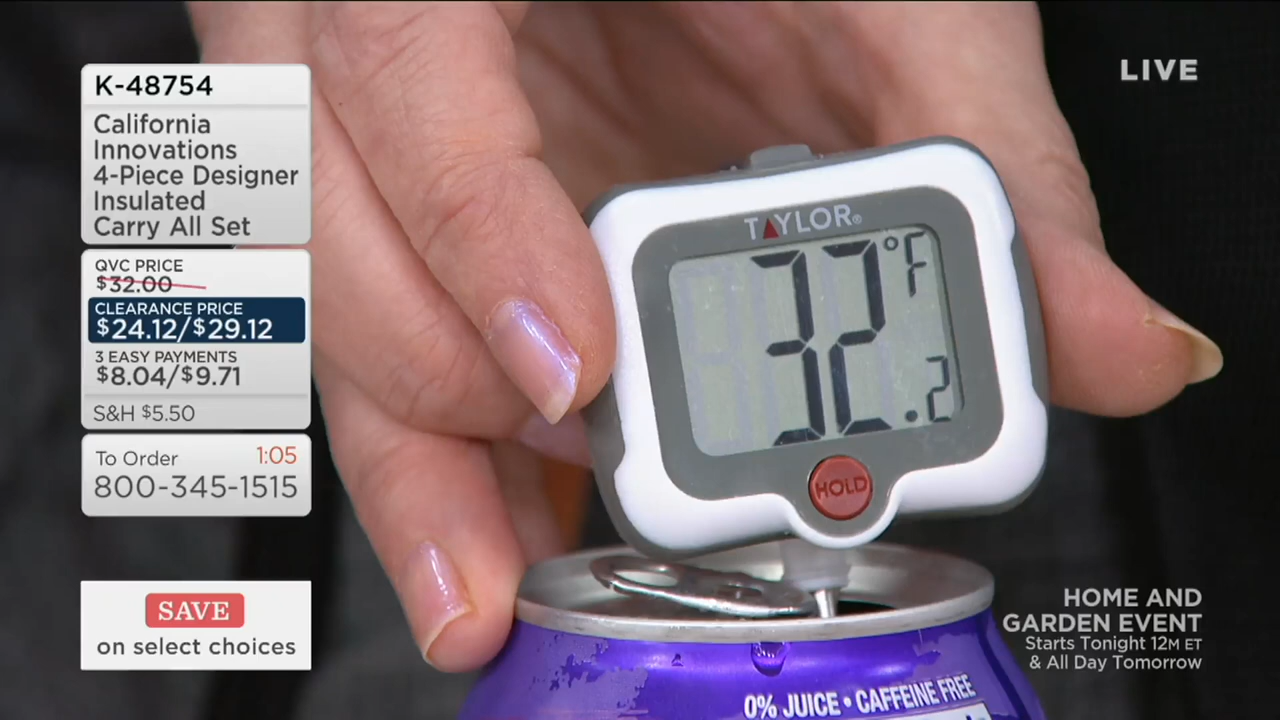 K-48754
California
Innovations
4-Piece Designer
Insulated
Carry All Set
QVC PRICE
$32.00
CLEARANCE PRICE
$24.12/$29.12
3 EASY PAYMENTS
$8.04/$9.71
S&H $5.50
To Order 1:05
800-345-1515
SAVE
on select choices
LIVE
TAYLOR®
32.2 °F
HOLD
0% JUICE • CAFFEINE FREE
HOME AND
GARDEN EVENT
Starts Tonight 12M ET
& All Day Tomorrow